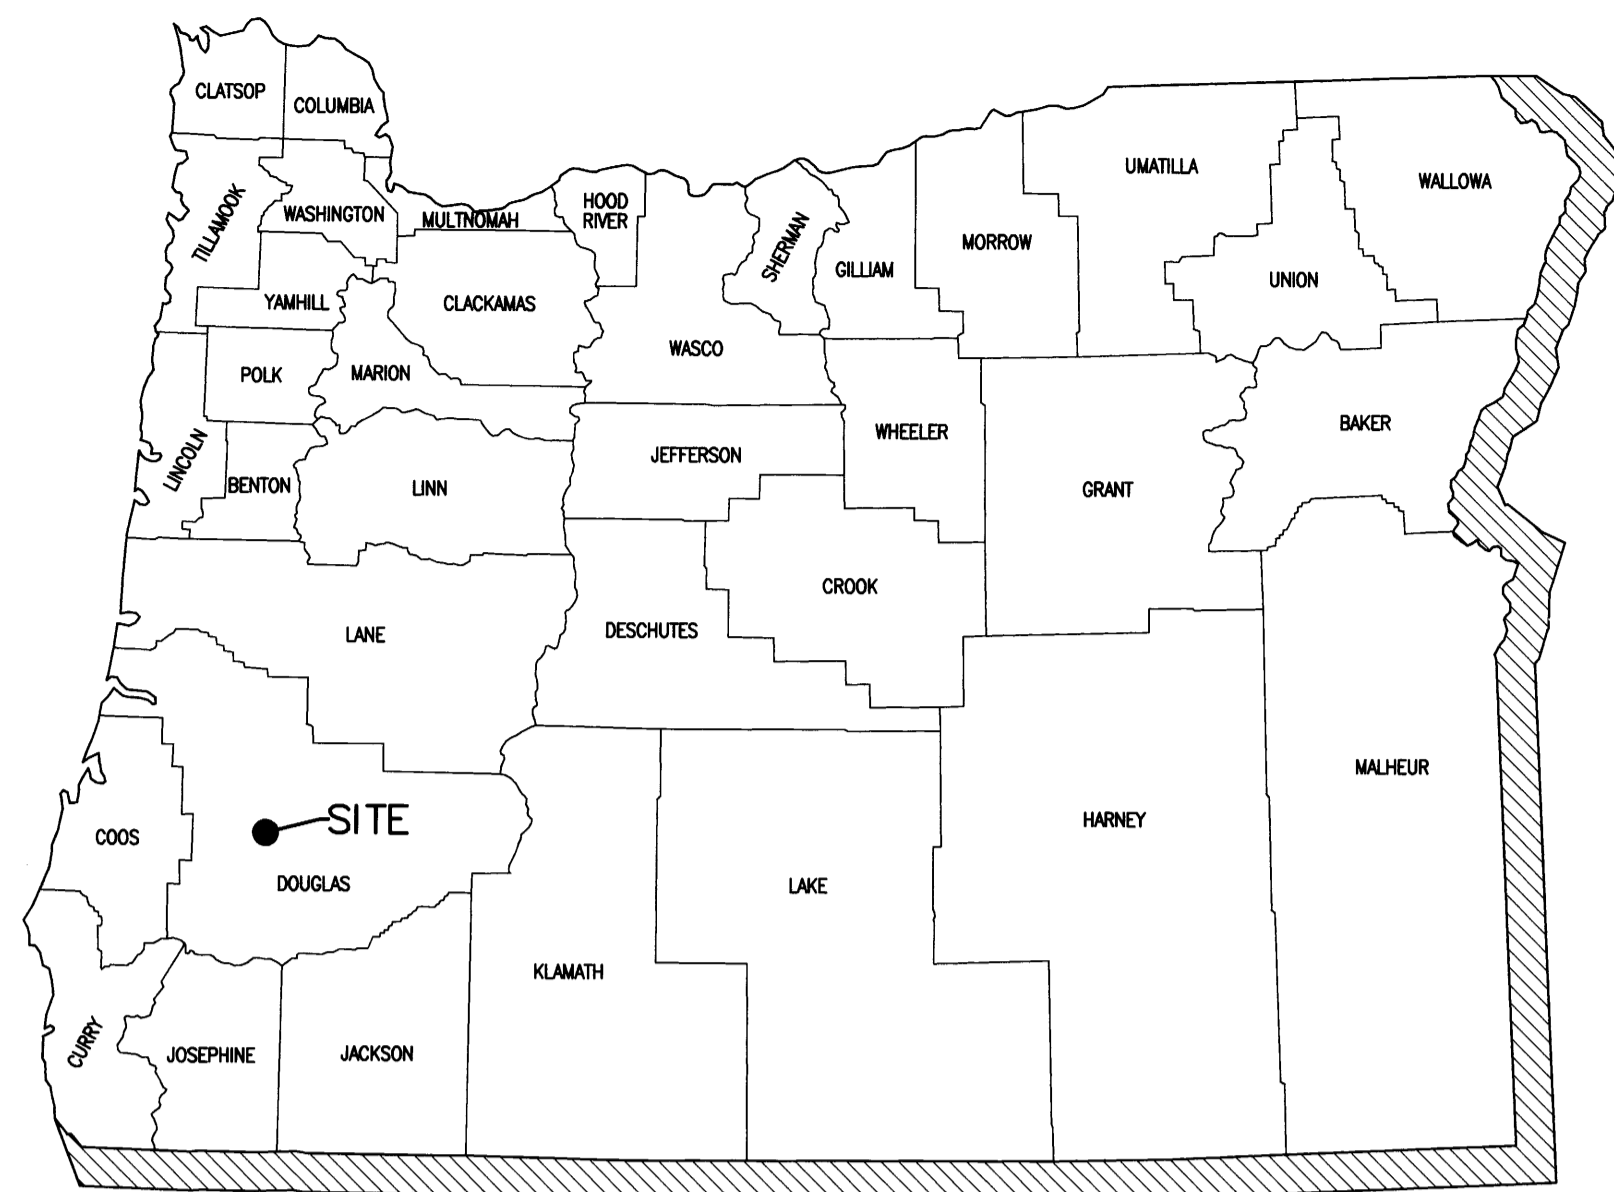 CLATSOP
COLUMBIA
TILLAMOOK
WASHINGTON
MULTNOMAH
HOOD
RIVER
SHERMAN
GILLIAM
MORROW
UMATILLA
UNION
WALLOWA
YAMHILL
CLACKAMAS
WASCO
POLK
MARION
LINCOLN
BENTON
LINN
JEFFERSON
WHEELER
GRANT
BAKER
LANE
DESCHUTES
CROOK
COOS
SITE
DOUGLAS
KLAMATH
LAKE
HARNEY
MALHEUR
CURRY
JOSEPHINE
JACKSON